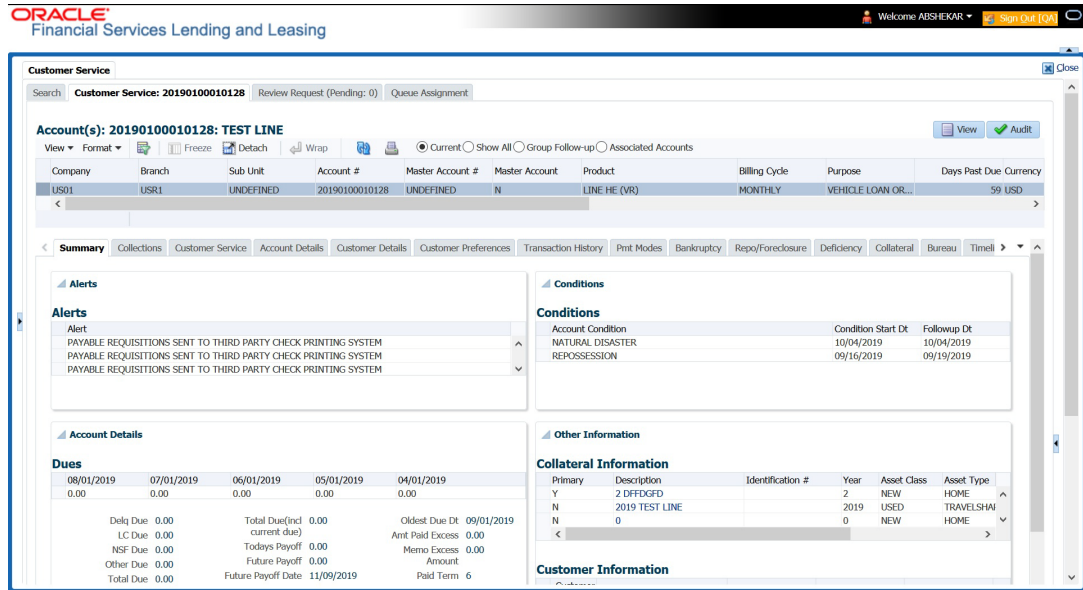 ORACLE
Financial Services Lending and Leasing
Welcome ABSHEKAR
Sign Out [QA]
Customer Service
Close
Search Customer Service: 20190100010128 Review Request (Pending: 0) Queue Assignment
Account(s): 20190100010128: TEST LINE
View Audit
View Format Freeze Detach Wrap Current Show All Group Follow-up Associated Accounts
Company Branch Sub Unit Account # Master Account # Master Account Product Billing Cycle Purpose Days Past Due Currency
US01 USR1 UNDEFINED 20190100010128 UNDEFINED N LINE HE (VR) MONTHLY VEHICLE LOAN OR... 59 USD
Summary Collections Customer Service Account Details Customer Details Customer Preferences Transaction History Pmt Modes Bankruptcy Repo/Foreclosure Deficiency Collateral Bureau Timeli
Alerts
Alerts
Alert
PAYABLE REQUISITIONS SENT TO THIRD PARTY CHECK PRINTING SYSTEM
PAYABLE REQUISITIONS SENT TO THIRD PARTY CHECK PRINTING SYSTEM
PAYABLE REQUISITIONS SENT TO THIRD PARTY CHECK PRINTING SYSTEM
Conditions
Conditions
Account Condition Condition Start Dt Followup Dt
NATURAL DISASTER 10/04/2019 10/04/2019
REPOSSESSION 09/16/2019 09/19/2019
Account Details
Dues
08/01/2019 07/01/2019 06/01/2019 05/01/2019 04/01/2019
0.00 0.00 0.00 0.00 0.00
Delq Due 0.00
LC Due 0.00
NSF Due 0.00
Other Due 0.00
Total Due 0.00
Total Due(incl current due) 0.00
Todays Payoff 0.00
Future Payoff 0.00
Future Payoff Date 11/09/2019
Oldest Due Dt 09/01/2019
Amt Paid Excess 0.00
Memo Excess Amount 0.00
Paid Term 6
Other Information
Collateral Information
Primary Description Identification # Year Asset Class Asset Type
Y 2 DFFDGFD 2 NEW HOME
N 2019 TEST LINE 2019 USED TRAVELSHAI
N 0 0 NEW HOME
Customer Information